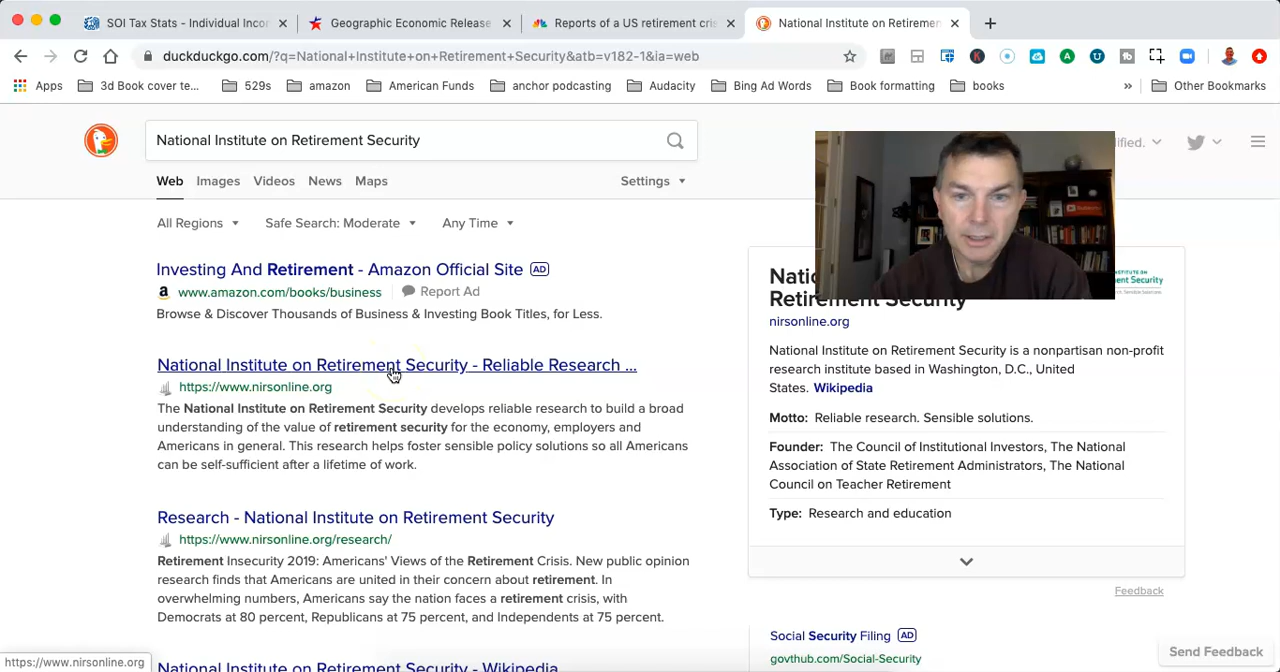 SOI Tax Stats - Individual Incor
Geographic Economic Release
Reports of a US retirement cris
National Institute on Retiremen
duckduckgo.com/?q=National+Institute+on+Retirement+Security&atb=v182-1&ia=web
Apps
3d Book cover te...
529s
amazon
American Funds
anchor podcasting
Audacity
Bing Ad Words
Book formatting
books
»
Other Bookmarks
National Institute on Retirement Security
ified.
Web
Images
Videos
News
Maps
Settings
All Regions
Safe Search: Moderate
Any Time
Investing And Retirement - Amazon Official Site AD
www.amazon.com/books/business
Report Ad
Browse & Discover Thousands of Business & Investing Book Titles, for Less.
National Institute on Retirement Security - Reliable Research ...
https://www.nirsonline.org
The National Institute on Retirement Security develops reliable research to build a broad
understanding of the value of retirement security for the economy, employers and
Americans in general. This research helps foster sensible policy solutions so all Americans
can be self-sufficient after a lifetime of work.
Research - National Institute on Retirement Security
https://www.nirsonline.org/research/
Retirement Insecurity 2019: Americans' Views of the Retirement Crisis. New public opinion
research finds that Americans are united in their concern about retirement. In
overwhelming numbers, Americans say the nation faces a retirement crisis, with
Democrats at 80 percent, Republicans at 75 percent, and Independents at 75 percent.
National Institute on Retirement Security - Wikipedia
https://www.nirsonline.org
Natio
Retirement Security
nirsonline.org
National Institute on Retirement Security is a nonpartisan non-profit
research institute based in Washington, D.C., United
States. Wikipedia
Motto: Reliable research. Sensible solutions.
Founder: The Council of Institutional Investors, The National
Association of State Retirement Administrators, The National
Council on Teacher Retirement
Type: Research and education
Feedback
Social Security Filing AD
govthub.com/Social-Security
Send Feedback